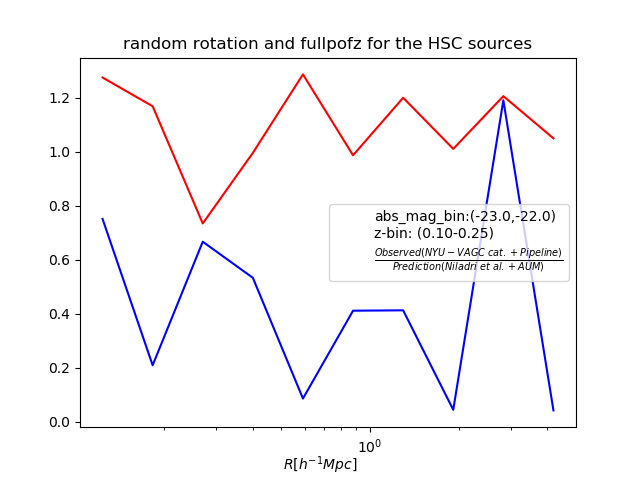 random rotation and fullpofz for the HSC sources
1.2
1.0
0.8
0.6
0.4
0.2
0.0
abs_mag_bin:(-23.0,-22.0)
z-bin: (0.10-0.25)
Observed(NYU−VAGC cat.+Pipeline)
Prediction(Niladri et al.+AUM)
10⁰
R[h⁻¹Mpc]